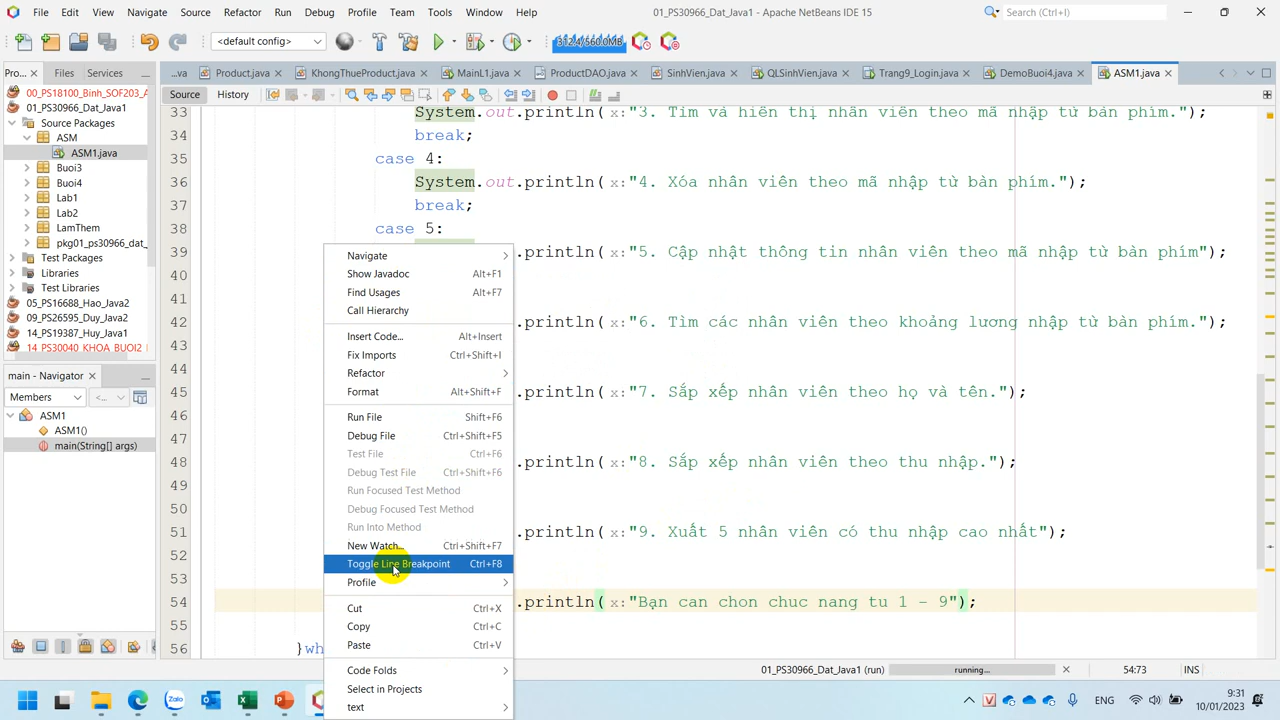 File Edit View Navigate Source Refactor Run Debug Profile Team Tools Window Help
01_PS30966_Dat_Java1 - Apache NetBeans IDE 15
Search (Ctrl+I)
<default config>
312,4/560,0MB
Pro... Files Services
...va Product.java KhongThueProduct.java MainL1.java ProductDAO.java SinhVien.java QLSinhVien.java Trang9_Login.java DemoBuoi4.java ASM1.java
Source History
00_PS18100_Binh_SOF203_A
01_PS30966_Dat_Java1
Source Packages
ASM
ASM1.java
Buoi3
Buoi4
Lab1
Lab2
LamThem
pkg01_ps30966_dat_
Test Packages
Libraries
Test Libraries
05_PS16688_Hao_Java2
09_PS26595_Duy_Java2
14_PS19387_Huy_Java1
14 PS30040 KHOA BUOI2
main - Navigator
Members <...
ASM1
ASM1()
main(String[] args)
33 System.out.println( x:"3. Tìm và hiển thị nhân viên theo mã nhập từ bàn phím.");
34 break;
35 case 4:
36 System.out.println( x:"4. Xóa nhân viên theo mã nhập từ bàn phím.");
37 break;
38 case 5:
39 .println( x:"5. Cập nhật thông tin nhân viên theo mã nhập từ bàn phím");
40
41
42 .println( x:"6. Tìm các nhân viên theo khoảng lương nhập từ bàn phím.");
43
44
45 .println( x:"7. Sắp xếp nhân viên theo họ và tên.");
46
47
48 .println( x:"8. Sắp xếp nhân viên theo thu nhập.");
49
50
51 .println( x:"9. Xuất 5 nhân viên có thu nhập cao nhất");
52
53
54 .println( x:"Bạn can chon chuc nang tu 1 - 9");
55
56 }wh
Navigate
Show Javadoc Alt+F1
Find Usages Alt+F7
Call Hierarchy
Insert Code... Alt+Insert
Fix Imports Ctrl+Shift+I
Refactor
Format Alt+Shift+F
Run File Shift+F6
Debug File Ctrl+Shift+F5
Test File Ctrl+F6
Debug Test File Ctrl+Shift+F6
Run Focused Test Method
Debug Focused Test Method
Run Into Method
New Watch... Ctrl+Shift+F7
Toggle Line Breakpoint Ctrl+F8
Profile
Cut Ctrl+X
Copy Ctrl+C
Paste Ctrl+V
Code Folds
Select in Projects
text
01_PS30966_Dat_Java1 (run) running... 54:73 INS
Zalo
ENG
9:31
10/01/2023